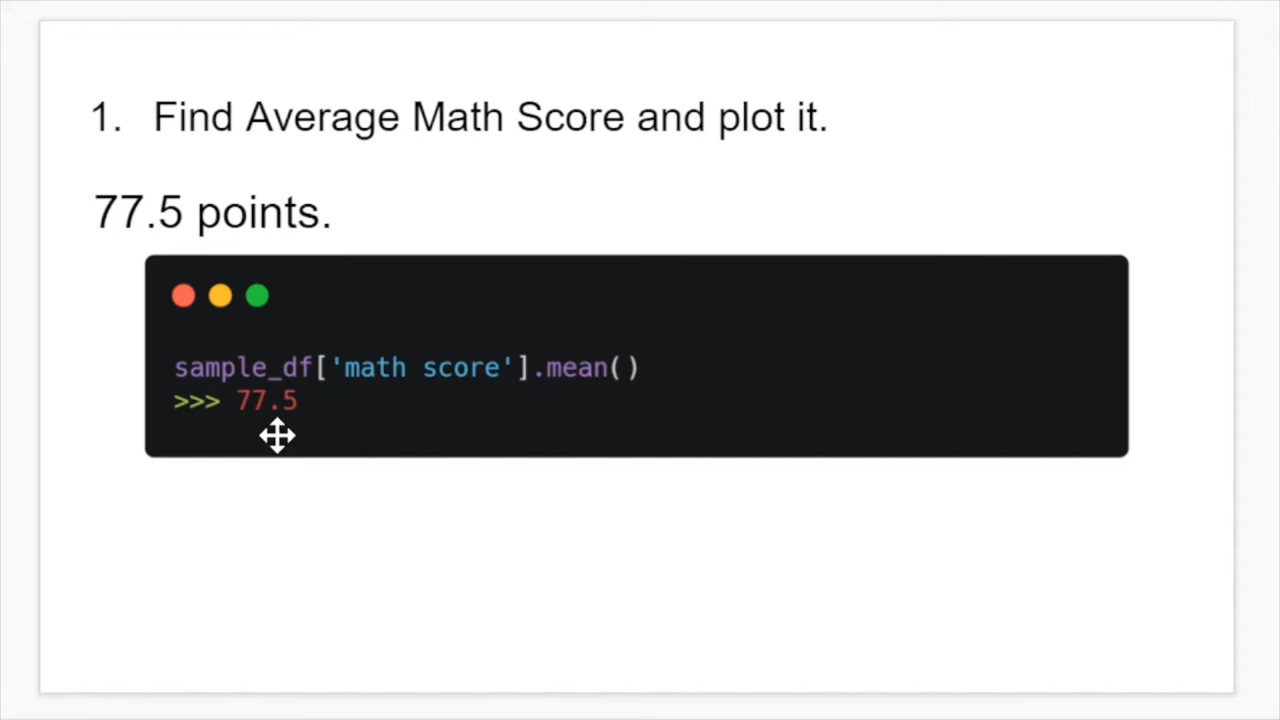 1. Find Average Math Score and plot it.
77.5 points.
sample_df['math score'].mean()
>>> 77.5